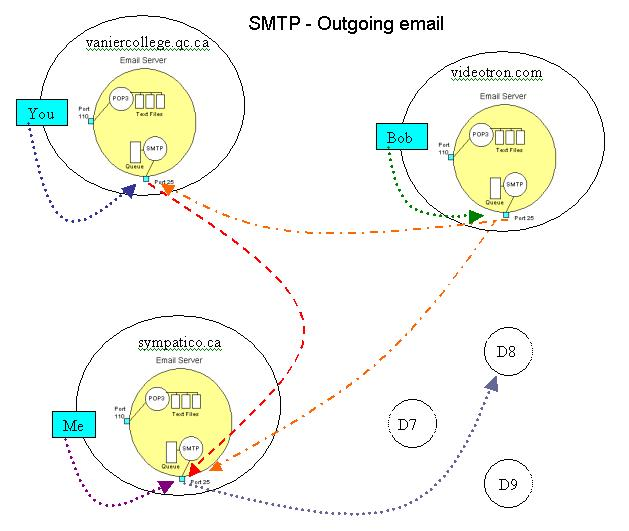 SMTP - Outgoing email
vaniercollege.qc.ca
Email Server
You
Port
110
POP3
Text Files
SMTP
Queue
Port 25
videotron.com
Email Server
Bob
Port
110
POP3
Text Files
SMTP
Queue
Port 25
sympatico.ca
Email Server
Me
Port
110
POP3
Text Files
SMTP
Queue
Port 25
D8
D7
D9